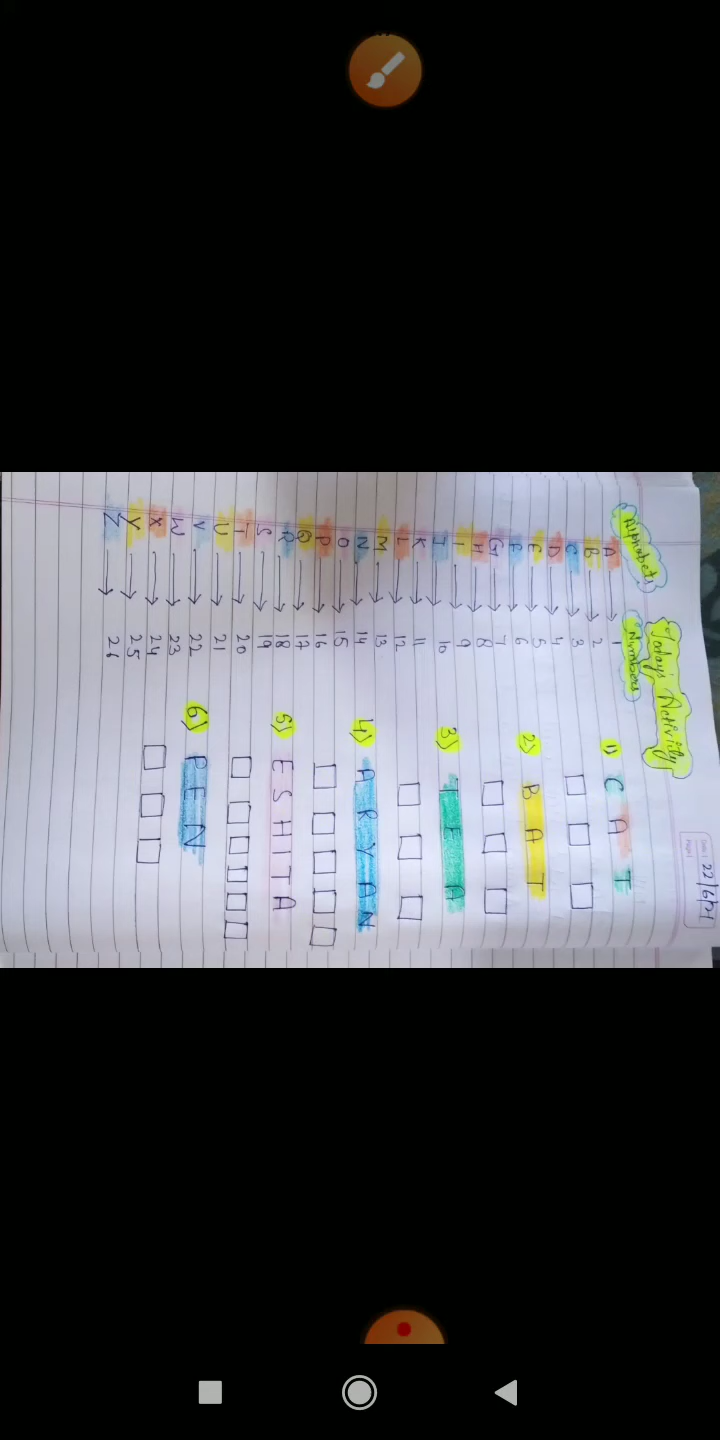 Date 22/6/21
Page
Today's Activity
Alphabets Numbers
A → 1
B → 2
C → 3
D → 4
E → 5
F → 6
G → 7
H → 8
I → 9
J → 10
K → 11
L → 12
M → 13
N → 14
O → 15
P → 16
Q → 17
R → 18
S → 19
T → 20
U → 21
V → 22
W → 23
X → 24
Y → 25
Z → 26
1) C A T
2) B A T
3) T E A
4) A R Y A N
5) E S H I T A
6) P E N